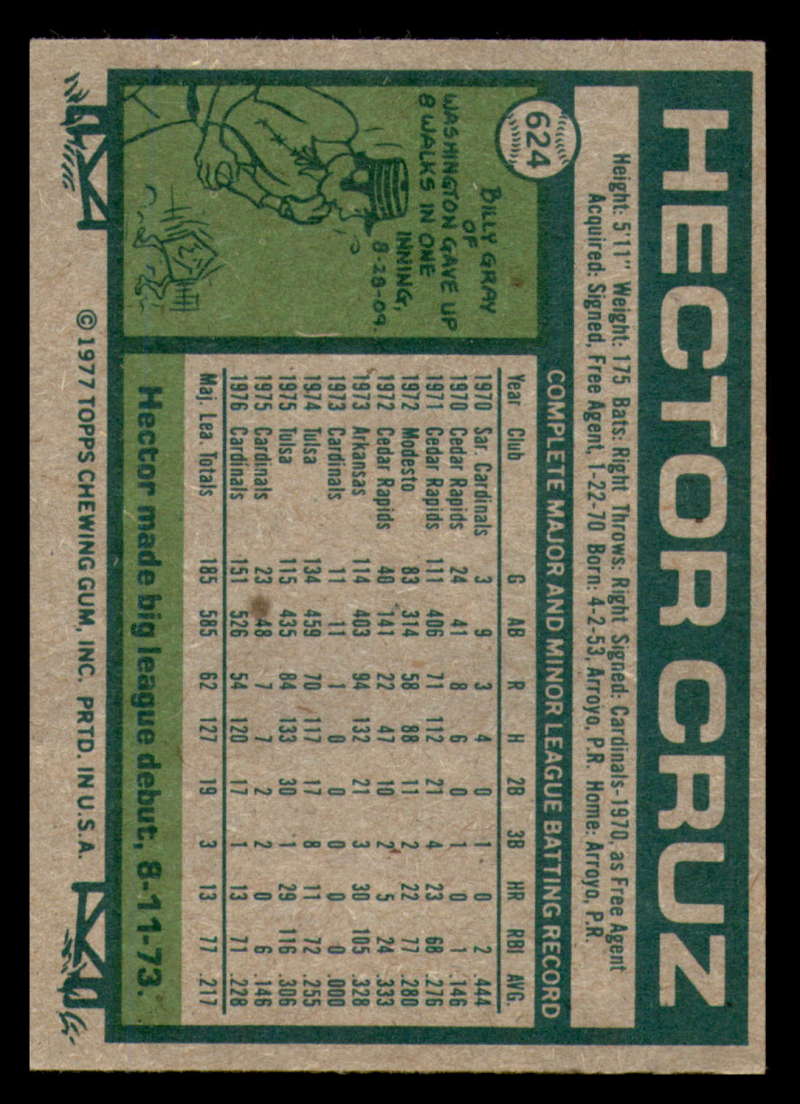 624
HECTOR CRUZ
Height: 5'11" Weight: 175 Bats: Right Throws: Right Signed: Cardinals-1970, as Free Agent
Acquired: Signed, Free Agent, 1-22-70 Born: 4-2-53, Arroyo, P.R. Home: Arroyo, P.R.
BILLY GRAY
OF
WASHINGTON GAVE UP
8 WALKS IN ONE
INNING,
8-28-09.
COMPLETE MAJOR AND MINOR LEAGUE BATTING RECORD
Year Club G AB R H 2B 3B HR RBI AVG.
1970 Sar. Cardinals 3 9 3 4 0 1 0 2 .444
1970 Cedar Rapids 24 41 8 6 0 1 0 1 .146
1971 Cedar Rapids 111 406 71 112 21 4 23 68 .276
1972 Modesto 83 314 58 88 11 2 22 77 .280
1972 Cedar Rapids 40 141 22 47 10 2 5 24 .333
1973 Arkansas 114 403 94 132 21 3 30 105 .328
1973 Cardinals 11 11 1 0 0 0 0 0 .000
1974 Tulsa 134 459 70 117 17 8 11 72 .255
1975 Tulsa 115 435 84 133 30 1 29 116 .306
1975 Cardinals 23 48 7 7 2 2 0 6 .146
1976 Cardinals 151 526 54 120 17 1 13 71 .228
Maj. Lea. Totals 185 585 62 127 19 3 13 77 .217
Hector made big league debut, 8-11-73.
© 1977 TOPPS CHEWING GUM, INC. PRTD. IN U.S.A.